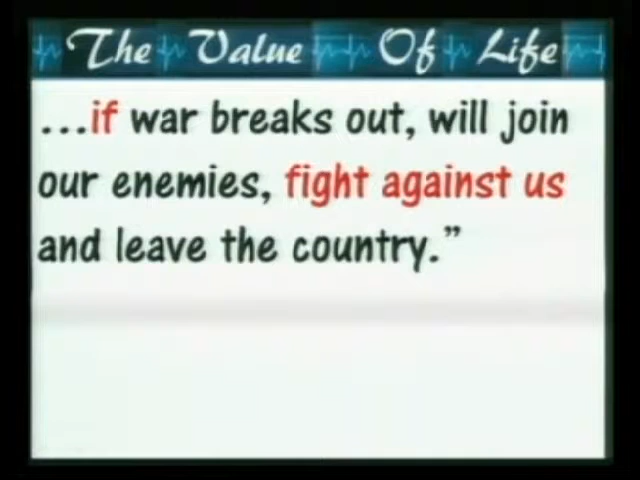 The Value Of Life
...if war breaks out, will join
our enemies, fight against us
and leave the country.”